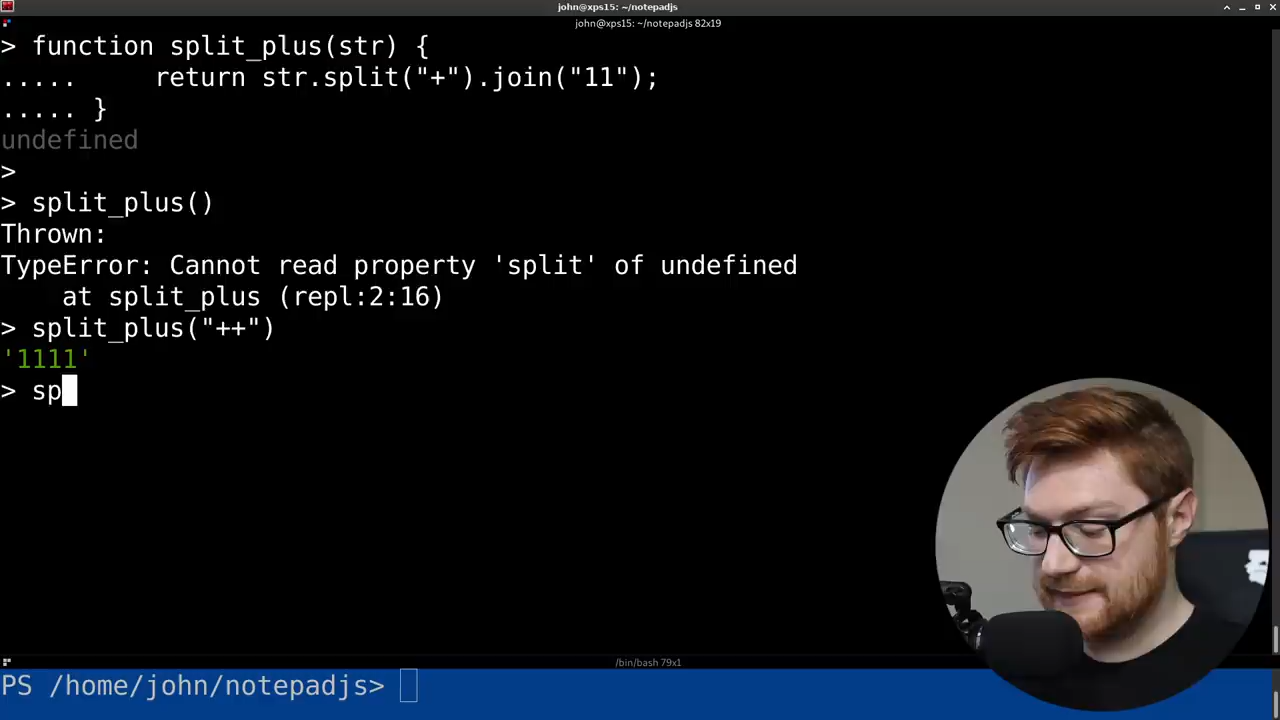 john@xps15: ~/notepadjs
john@xps15: ~/notepadjs 82x19
> function split_plus(str) {
..... return str.split("+").join("11");
..... }
undefined
>
> split_plus()
Thrown:
TypeError: Cannot read property 'split' of undefined
at split_plus (repl:2:16)
> split_plus("++")
'1111'
> sp
/bin/bash 79x1
PS /home/john/notepadjs>